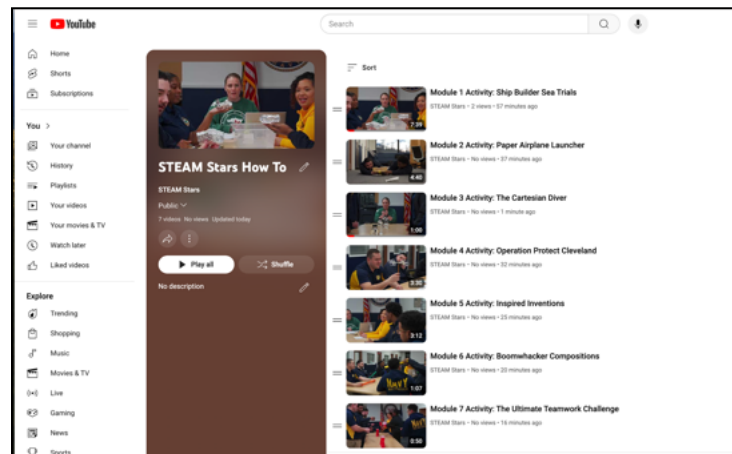 YouTube
Search
Home
Shorts
Subscriptions
You
Your channel
History
Playlists
Your videos
Your movies & TV
Watch later
Liked videos
Explore
Trending
Shopping
Music
Movies & TV
Live
Gaming
News
Sports
STEAM Stars How To
STEAM Stars
Public
7 videos No views Updated today
Play all
Shuffle
No description
Sort
Module 1 Activity: Ship Builder Sea Trials
STEAM Stars • 2 views • 57 minutes ago
7:39
Module 2 Activity: Paper Airplane Launcher
STEAM Stars • No views • 37 minutes ago
4:40
Module 3 Activity: The Cartesian Diver
STEAM Stars • No views • 1 minute ago
1:00
Module 4 Activity: Operation Protect Cleveland
STEAM Stars • No views • 32 minutes ago
3:30
Module 5 Activity: Inspired Inventions
STEAM Stars • No views • 25 minutes ago
3:12
Module 6 Activity: Boomwhacker Compositions
STEAM Stars • No views • 20 minutes ago
NAVY
1:07
Module 7 Activity: The Ultimate Teamwork Challenge
STEAM Stars • No views • 16 minutes ago
0:50